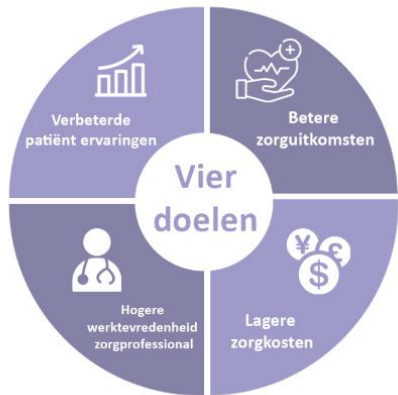 Verbeterde
patiënt ervaringen
Betere
zorguitkomsten
Vier
doelen
Hogere
werktevredenheid
zorgprofessional
Lagere
zorgkosten
¥ £
$